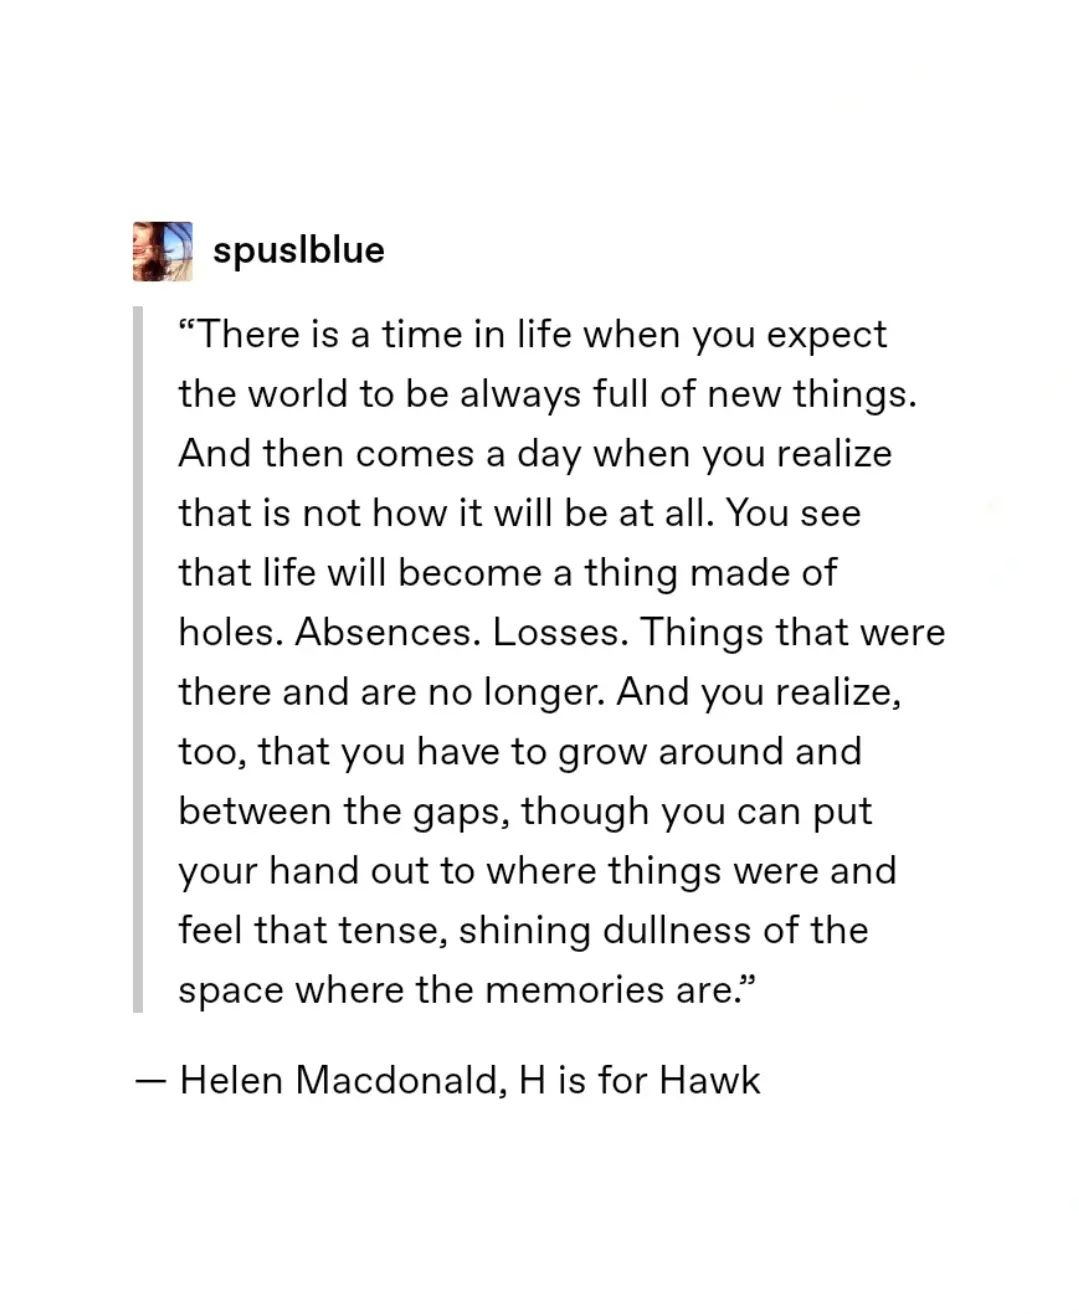 spuslblue
“There is a time in life when you expect
the world to be always full of new things.
And then comes a day when you realize
that is not how it will be at all. You see
that life will become a thing made of
holes. Absences. Losses. Things that were
there and are no longer. And you realize,
too, that you have to grow around and
between the gaps, though you can put
your hand out to where things were and
feel that tense, shining dullness of the
space where the memories are.”
— Helen Macdonald, H is for Hawk